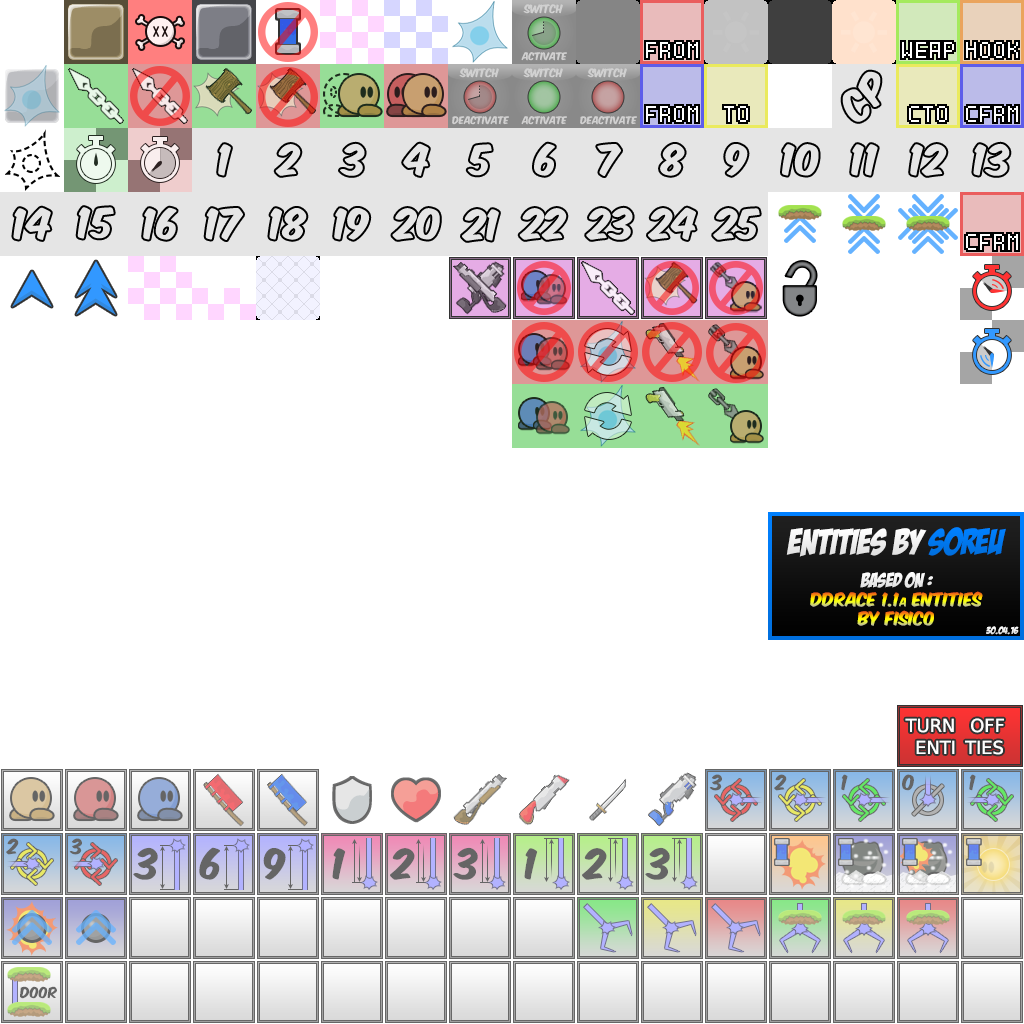 SWITCH
ACTIVATE
FROM
WEAP
HOOK
SWITCH
DEACTIVATE
SWITCH
ACTIVATE
SWITCH
DEACTIVATE
FROM
TO
CP
CTO
CFRM
1 2 3 4 5 6 7 8 9 10 11 12 13
14 15 16 17 18 19 20 21 22 23 24 25
CFRM
ENTITIES BY SOREU
BASED ON :
DDRACE 1.1A ENTITIES
BY FISICO
30.04.16
TURN OFF
ENTI TIES
3 2 1 0 1
2 3 3 6 9 1 2 3 1 2 3
DOOR